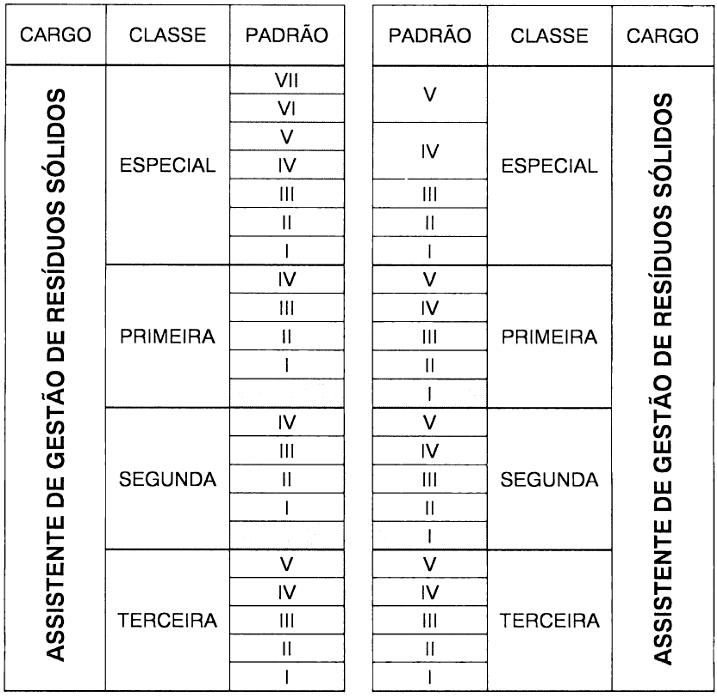 CARGO CLASSE PADRÃO PADRÃO CLASSE CARGO
ASSISTENTE DE GESTÃO DE RESÍDUOS SÓLIDOS
ESPECIAL
VII
VI
V
IV
III
II
I
PRIMEIRA
IV
III
II
I
SEGUNDA
IV
III
II
I
TERCEIRA
V
IV
III
II
I
V
IV
III
II
I
ESPECIAL
V
IV
III
II
I
PRIMEIRA
V
IV
III
II
I
SEGUNDA
V
IV
III
II
I
TERCEIRA
ASSISTENTE DE GESTÃO DE RESÍDUOS SÓLIDOS